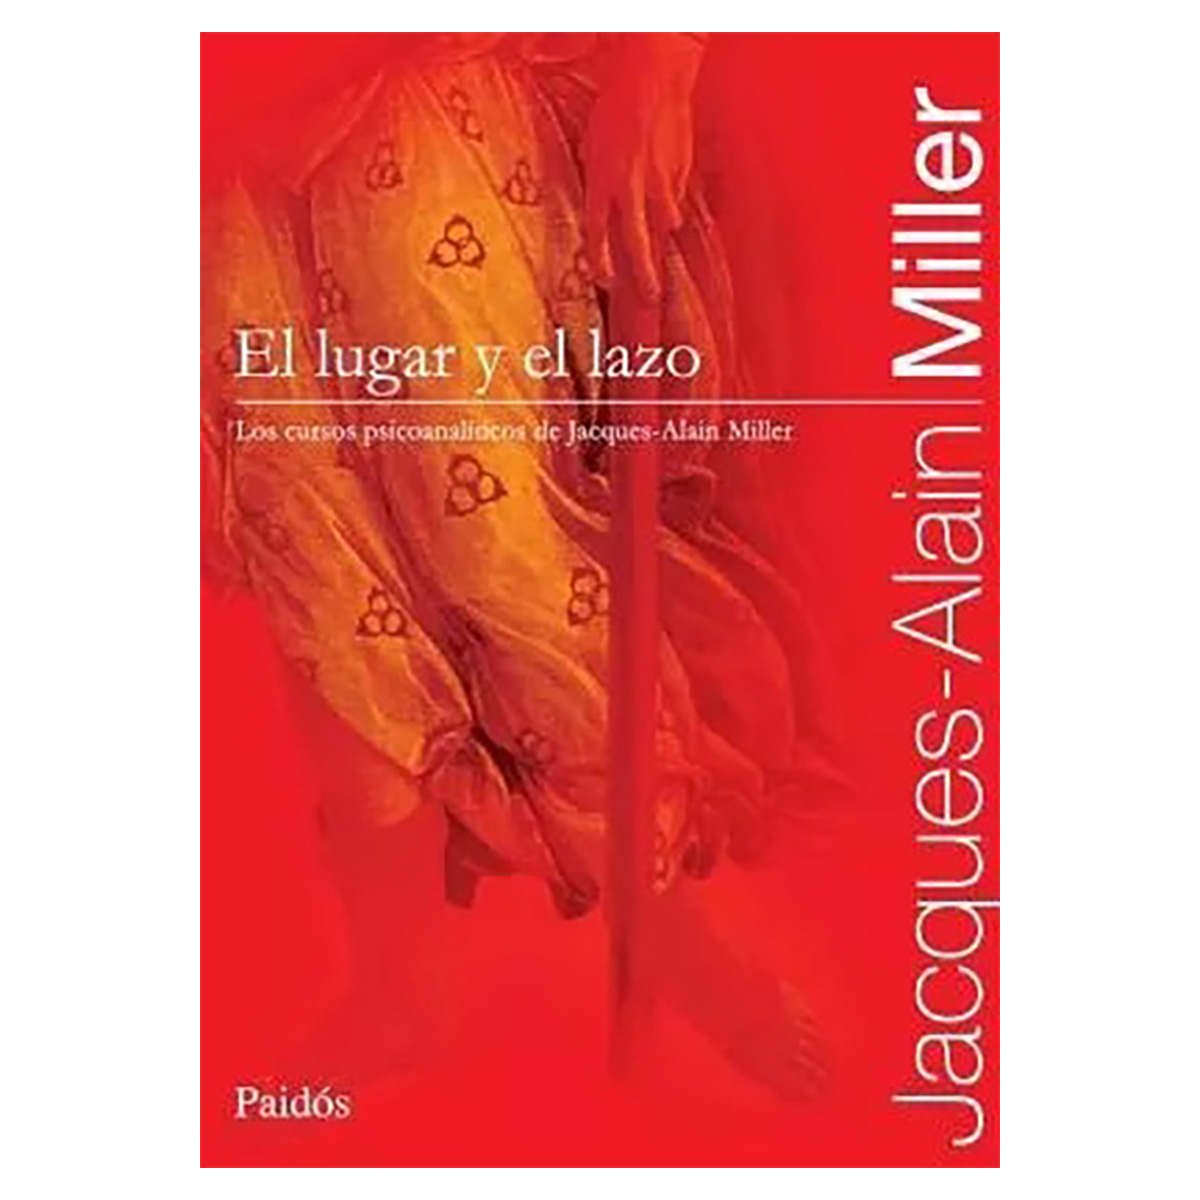 El lugar y el lazo
Los cursos psicoanalíticos de Jacques-Alain Miller
Jacques-Alain Miller
Paidós